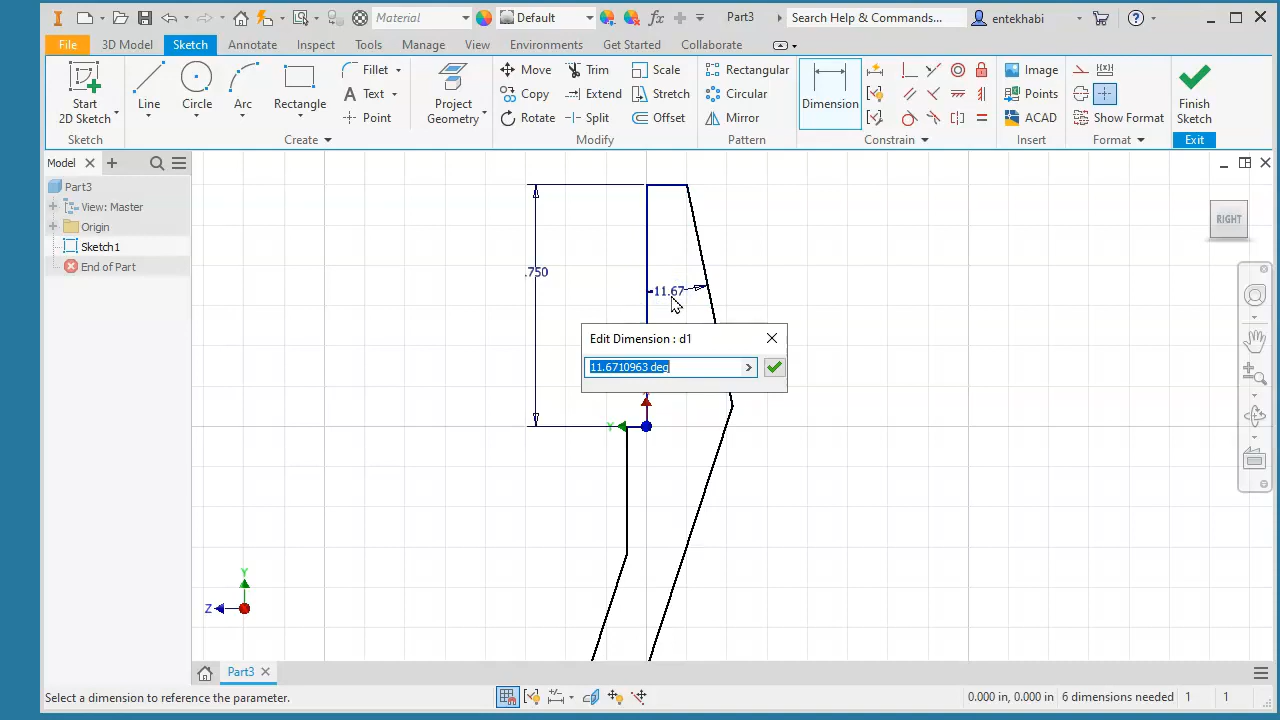 Material
Default
Part3
Search Help & Commands...
entekhabi
File
3D Model
Sketch
Annotate
Inspect
Tools
Manage
View
Environments
Get Started
Collaborate
Start
2D Sketch
Line
Circle
Arc
Rectangle
Fillet
Text
Point
Project
Geometry
Move
Copy
Rotate
Trim
Extend
Split
Scale
Stretch
Offset
Rectangular
Circular
Mirror
Dimension
Image
Points
ACAD
Show Format
Finish
Sketch
Sketch
Create
Modify
Pattern
Constrain
Insert
Format
Exit
Model
Part3
View: Master
Origin
Sketch1
End of Part
RIGHT
.750
11.67
Edit Dimension : d1
11.6710963 deg
Y
Y
Z
Part3
Select a dimension to reference the parameter.
0.000 in, 0.000 in
6 dimensions needed
1
1